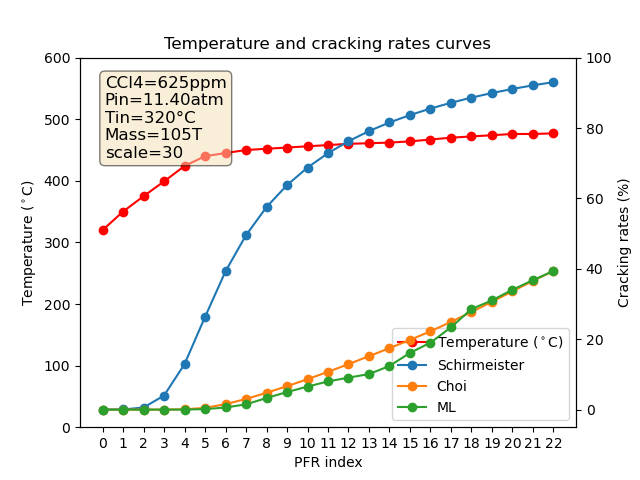 Temperature and cracking rates curves
CCl4=625ppm
Pin=11.40atm
Tin=320°C
Mass=105T
scale=30
600
500
400
300
200
100
0
Temperature (°C)
100
80
60
40
20
0
Cracking rates (%)
Temperature (°C)
Schirmeister
Choi
ML
0 1 2 3 4 5 6 7 8 9 10 11 12 13 14 15 16 17 18 19 20 21 22
PFR index